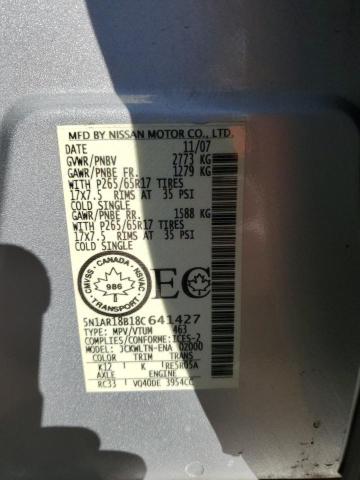 MFD BY NISSAN MOTOR CO., LTD.
DATE 11/07
GVWR/PNBV 2773 KG
GAWR/PNBE FR. 1279 KG
WITH P265/65R17 TIRES
17x7.5 RIMS AT 35 PSI
COLD SINGLE
GAWR/PNBE RR. 1588 KG
WITH P265/65R17 TIRES
17x7.5 RIMS AT 35 PSI
COLD SINGLE
CMVSS · CANADA · NSVAC
986
TRANSPORT
EC
5N1AR18B18C641427
TYPE: MPV/VTUM 463
COMPLIES/CONFORME:ICES-2
MODEL: JCKWLTN-ENA 02000
COLOR TRIM TRANS
K12 K RE5R05A
AXLE ENGINE
RC33 VQ40DE 3954CC